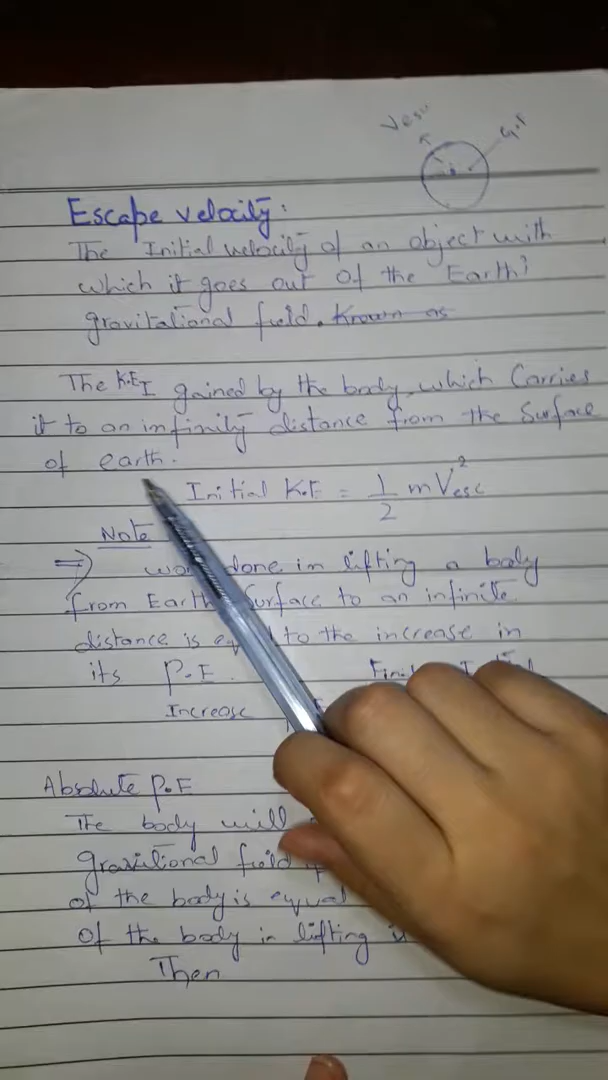 Vesc
G.F
Escape velocity:
The Initial velocity of an object with
which it goes out of the Earth's
gravitational field. Known as
The K.E I gained by the body which Carries
it to an infinity distance from the Surface
of earth.
Initial K.E = 1/2 m Vesc²
Note
⇒ work done in lifting a body
from Earth Surface to an infinite
distance is equal to the increase in
its P.E.
Increase
Absolute P.E
The body will
gravitional field
of the body is equal
of the body in lifting
Then